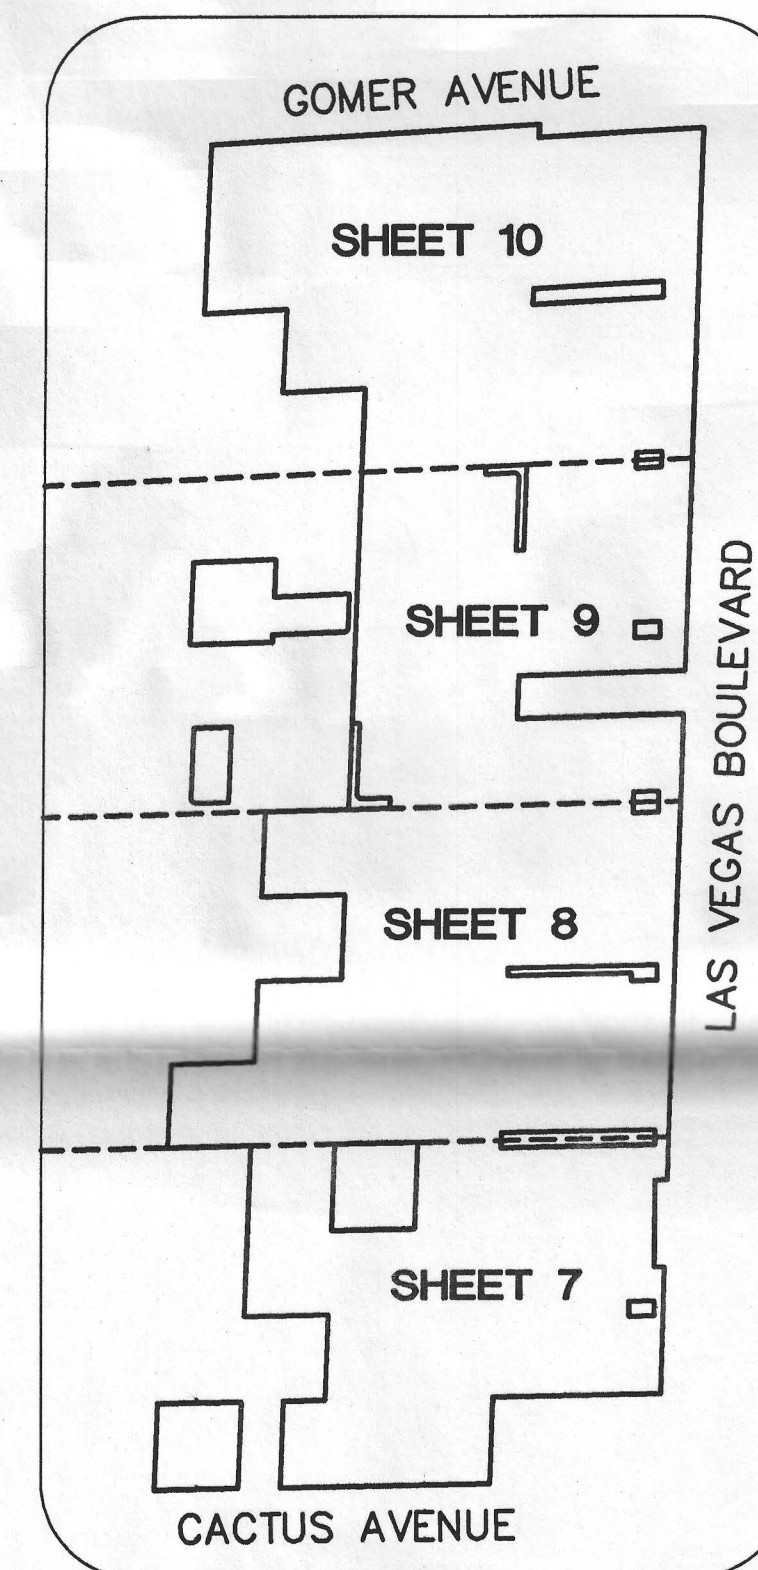 GOMER AVENUE
SHEET 10
SHEET 9
LAS VEGAS BOULEVARD
SHEET 8
SHEET 7
CACTUS AVENUE